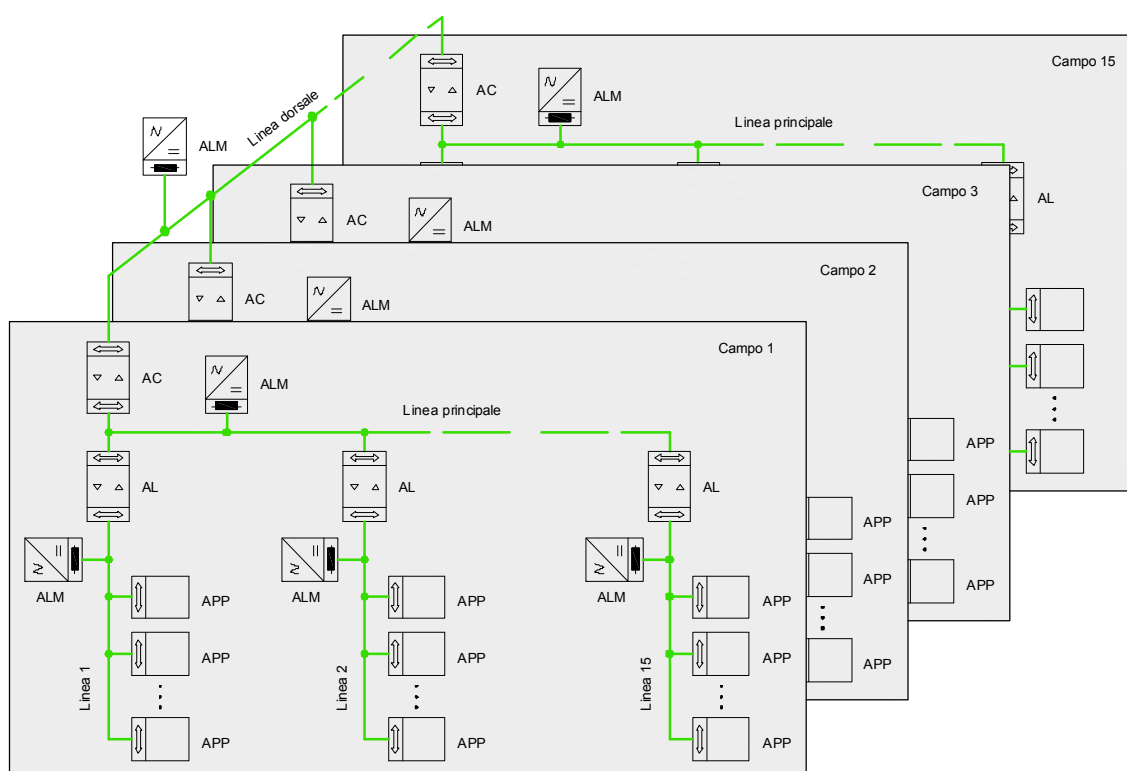 Campo 15
AC
ALM
Linea dorsale
Linea principale
ALM
Campo 3
AC
ALM
AL
Campo 2
AC
ALM
Campo 1
AC
ALM
Linea principale
AL
AL
AL
APP
APP
APP
APP
APP
APP
ALM
ALM
ALM
APP
APP
APP
Linea 1
APP
Linea 2
APP
Linea 15
APP
APP
APP
APP